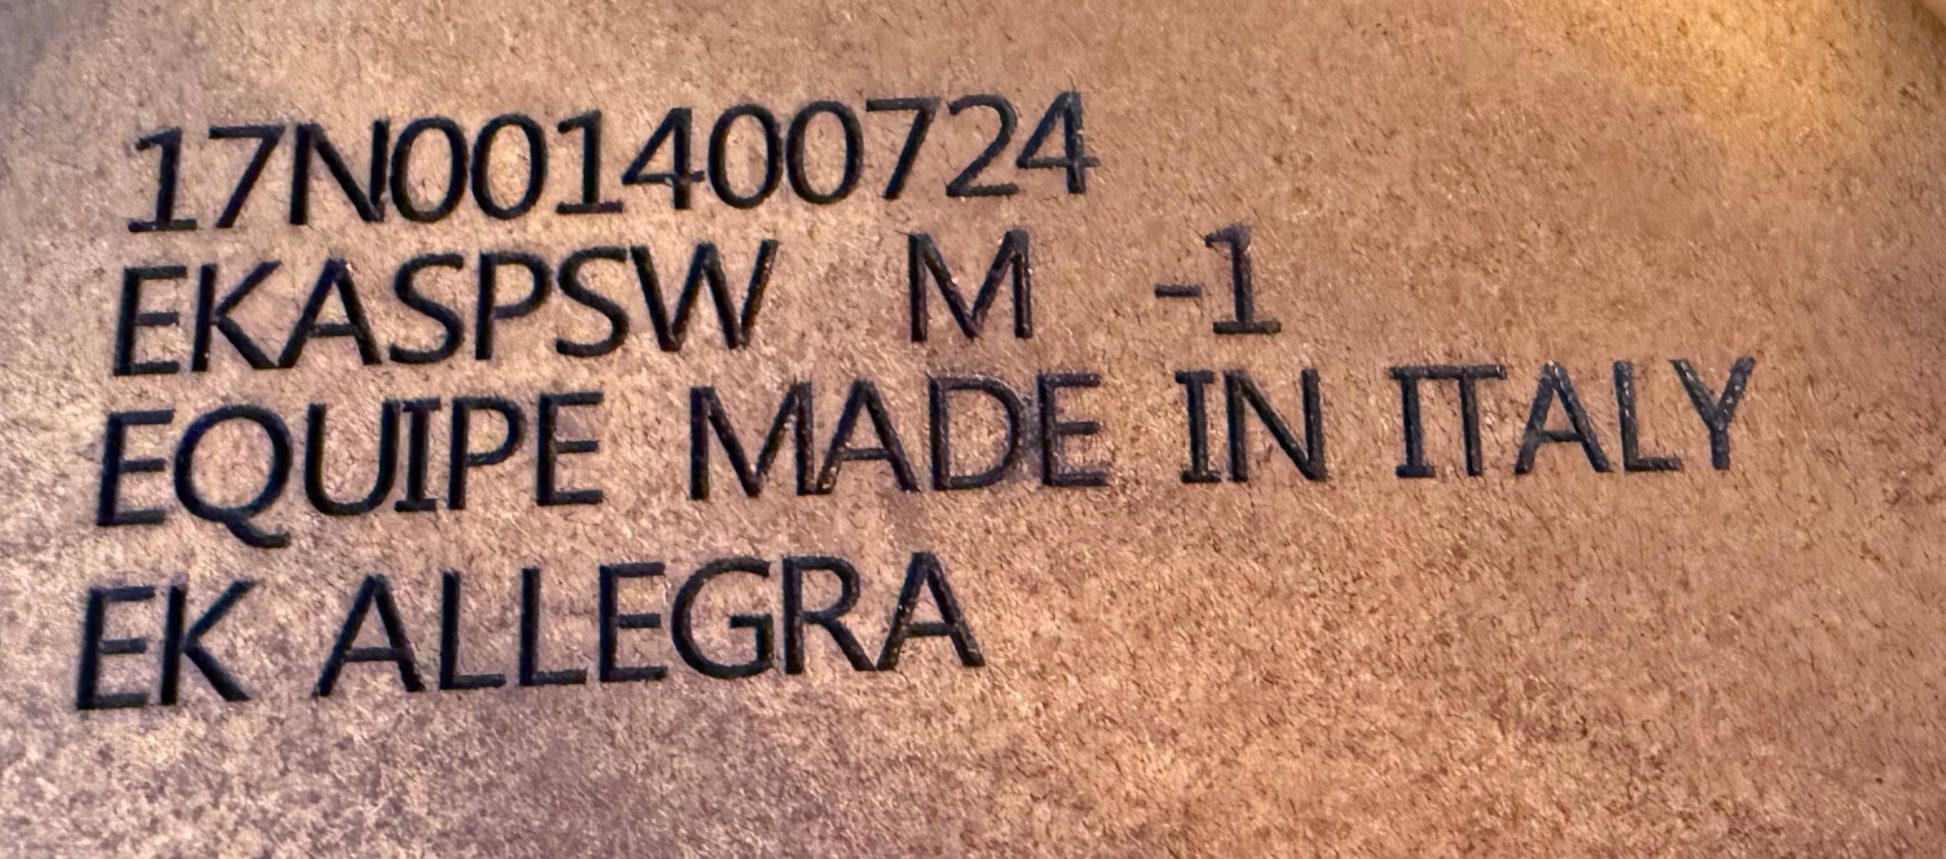 17N001400724
EKASPSW M -1
EQUIPE MADE IN ITALY
EK ALLEGRA